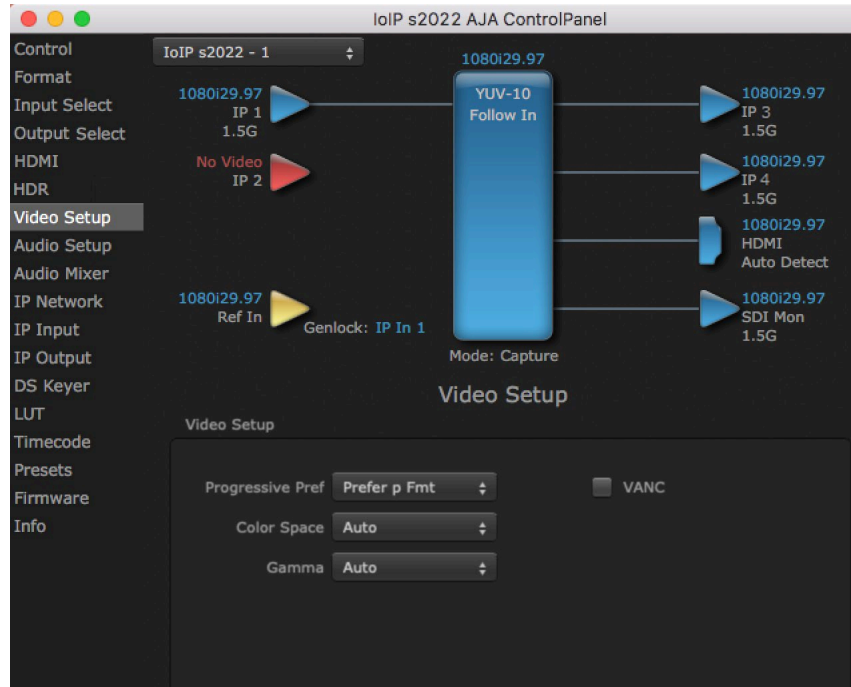 IoIP s2022 AJA ControlPanel
Control
Format
Input Select
Output Select
HDMI
HDR
Video Setup
Audio Setup
Audio Mixer
IP Network
IP Input
IP Output
DS Keyer
LUT
Timecode
Presets
Firmware
Info
IoIP s2022 - 1
1080i29.97
IP 1
1.5G
No Video
IP 2
1080i29.97
Ref In
Genlock: IP In 1
1080i29.97
YUV-10
Follow In
Mode: Capture
1080i29.97
IP 3
1.5G
1080i29.97
IP 4
1.5G
1080i29.97
HDMI
Auto Detect
1080i29.97
SDI Mon
1.5G
Video Setup
Video Setup
Progressive Pref Prefer p Fmt VANC
Color Space Auto
Gamma Auto